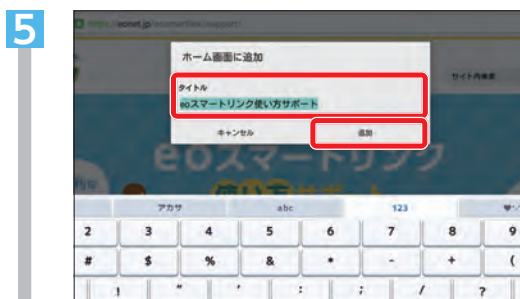 5
https://eonet.jp/eosmartlink/support/
ホーム画面に追加
タイトル
eoスマートリンク使い方サポート
サイト内検索
キャンセル
追加
eoスマートリンク
使い方サポート
アカサ
abc
123
2 3 4 5 6 7 8 9
# $ % & * - + (
! " ' : ; / ?